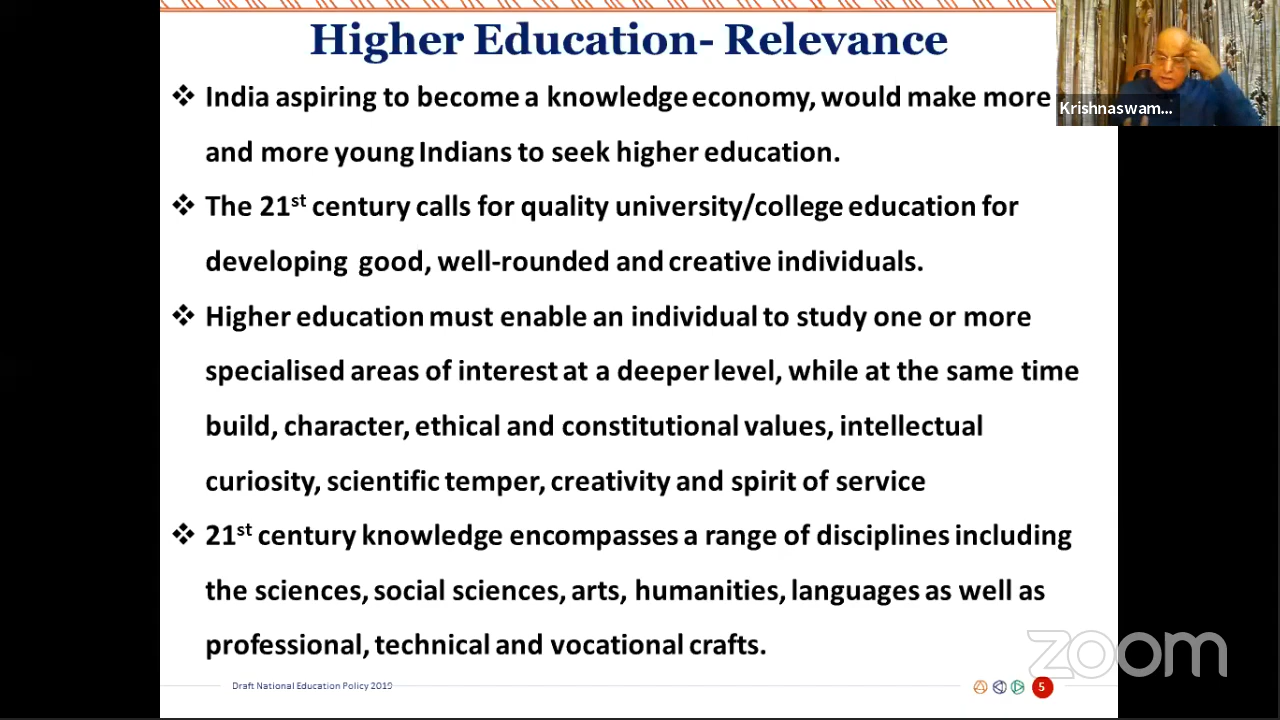 Higher Education- Relevance
❖ India aspiring to become a knowledge economy, would make more
and more young Indians to seek higher education.
❖ The 21st century calls for quality university/college education for
developing good, well-rounded and creative individuals.
❖ Higher education must enable an individual to study one or more
specialised areas of interest at a deeper level, while at the same time
build, character, ethical and constitutional values, intellectual
curiosity, scientific temper, creativity and spirit of service
❖ 21st century knowledge encompasses a range of disciplines including
the sciences, social sciences, arts, humanities, languages as well as
professional, technical and vocational crafts.
Krishnaswam...
Draft National Education Policy 2019
5
zoom